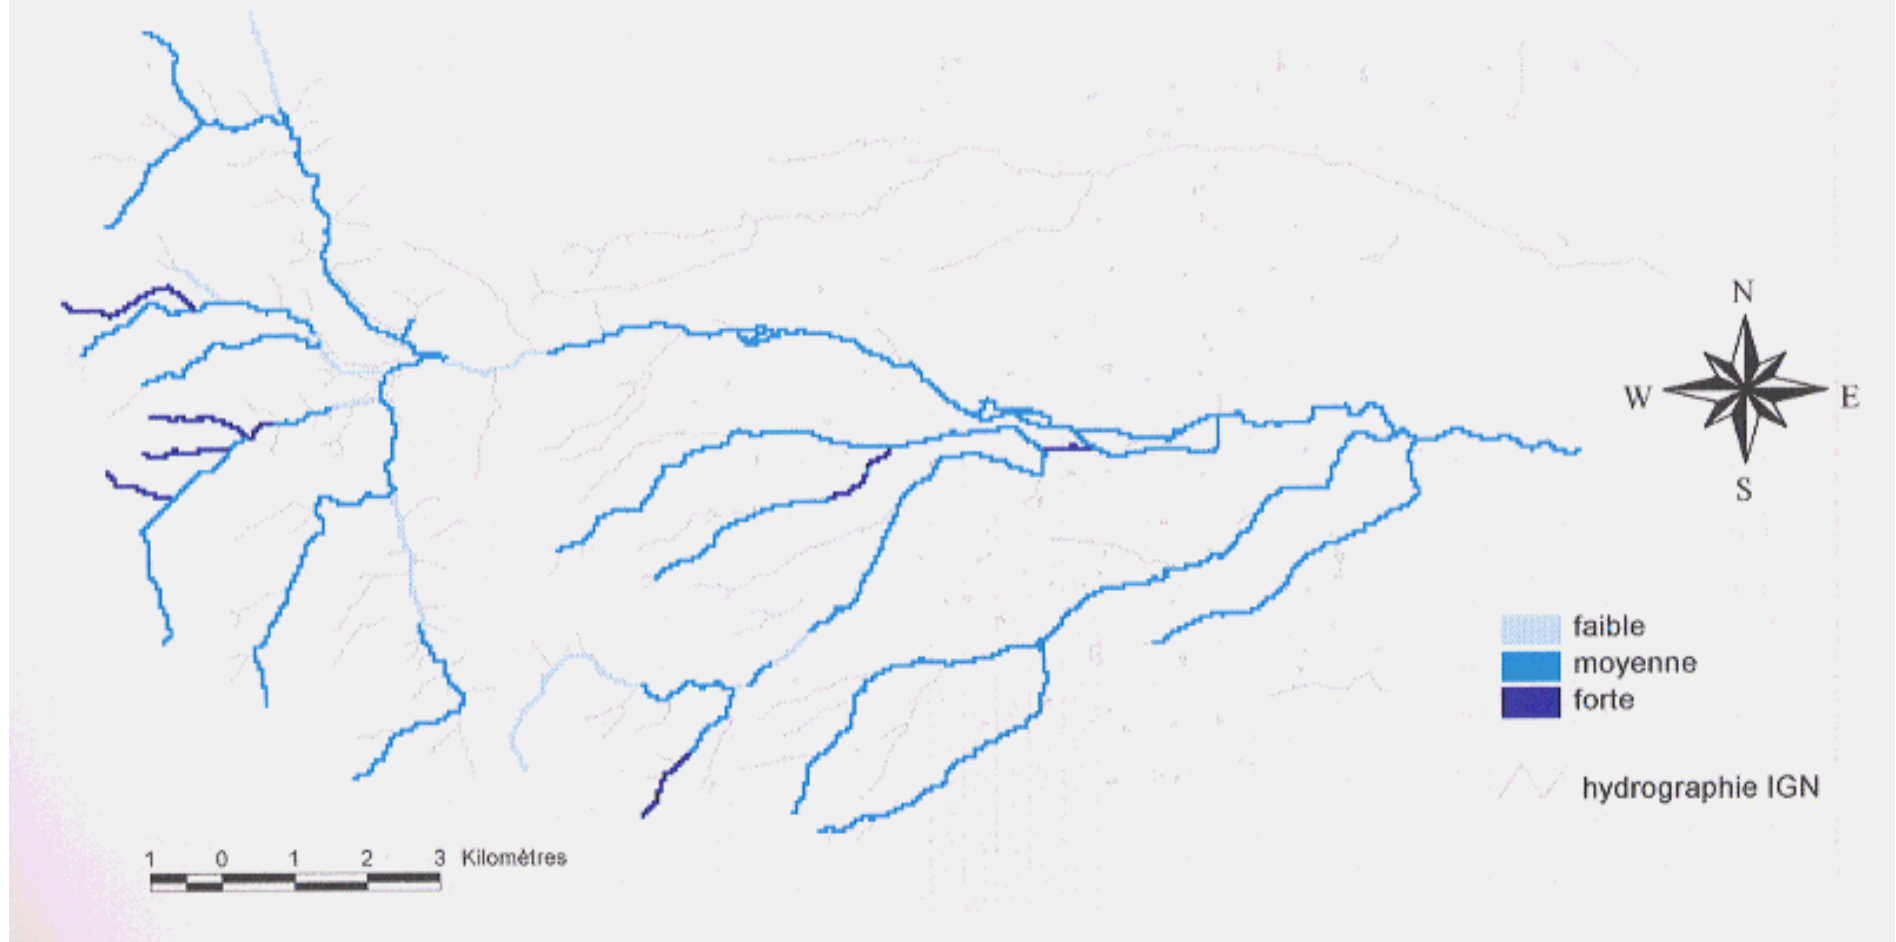 N
W E
S
faible
moyenne
forte
hydrographie IGN
1 0 1 2 3 Kilomètres